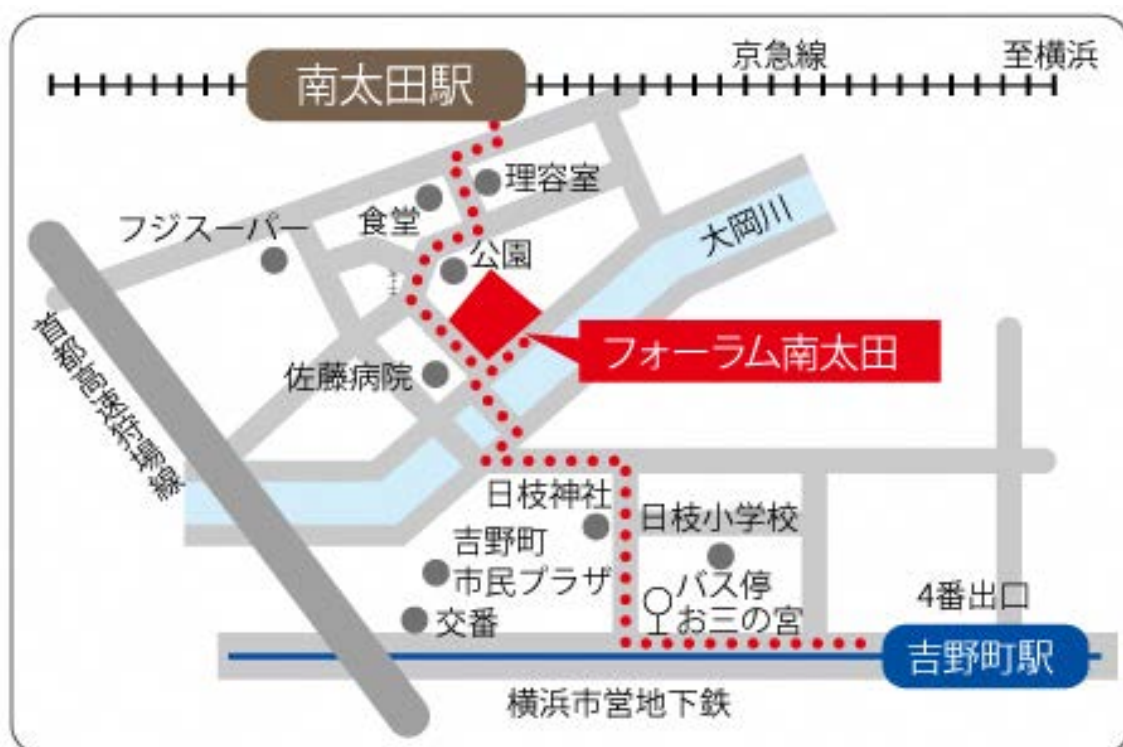 京急線
至横浜
南太田駅
理容室
食堂
フジスーパー
公園
大岡川
フォーラム南太田
佐藤病院
首都高速狩場線
日枝神社
日枝小学校
吉野町
市民プラザ
バス停
お三の宮
交番
4番出口
吉野町駅
横浜市営地下鉄